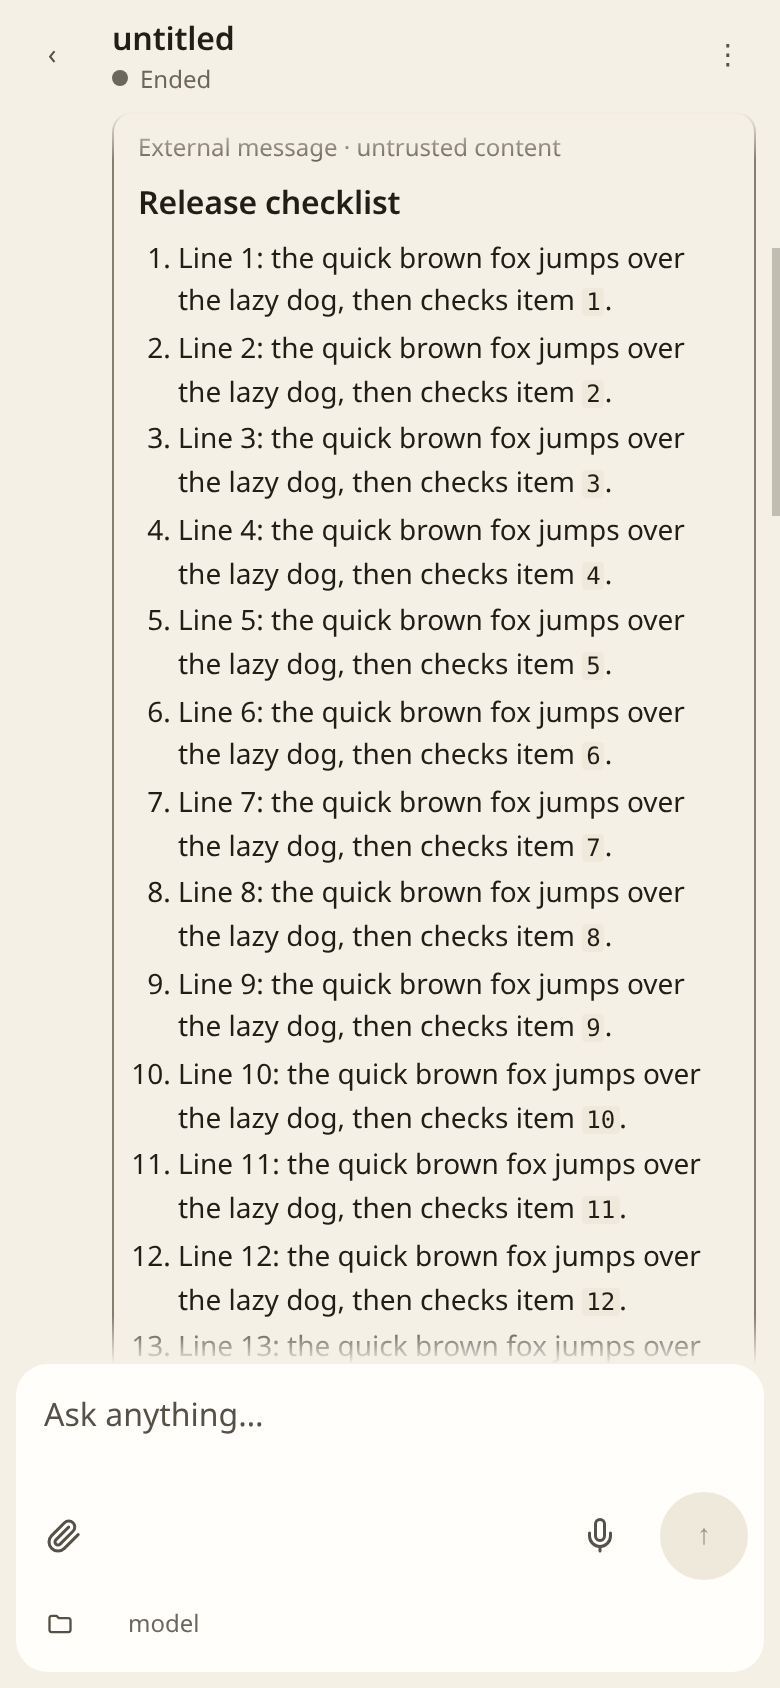 untitled
Ended
External message · untrusted content
Release checklist
1. Line 1: the quick brown fox jumps over
the lazy dog, then checks item 1.
2. Line 2: the quick brown fox jumps over
the lazy dog, then checks item 2.
3. Line 3: the quick brown fox jumps over
the lazy dog, then checks item 3.
4. Line 4: the quick brown fox jumps over
the lazy dog, then checks item 4.
5. Line 5: the quick brown fox jumps over
the lazy dog, then checks item 5.
6. Line 6: the quick brown fox jumps over
the lazy dog, then checks item 6.
7. Line 7: the quick brown fox jumps over
the lazy dog, then checks item 7.
8. Line 8: the quick brown fox jumps over
the lazy dog, then checks item 8.
9. Line 9: the quick brown fox jumps over
the lazy dog, then checks item 9.
10. Line 10: the quick brown fox jumps over
the lazy dog, then checks item 10.
11. Line 11: the quick brown fox jumps over
the lazy dog, then checks item 11.
12. Line 12: the quick brown fox jumps over
the lazy dog, then checks item 12.
13. Line 13: the quick brown fox jumps over
Ask anything...
model